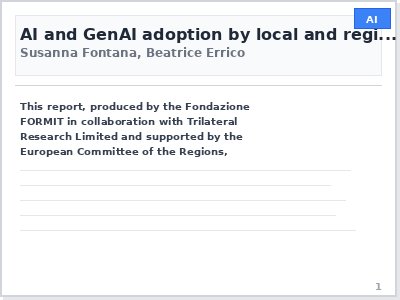 AI
AI and GenAI adoption by local and regi...
Susanna Fontana, Beatrice Errico
This report, produced by the Fondazione
FORMIT in collaboration with Trilateral
Research Limited and supported by the
European Committee of the Regions,
1